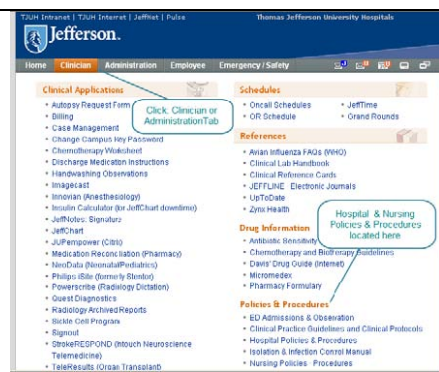 TJUH Intranet | TJUH Internet | JeffNet | Pulse
Thomas Jefferson University Hospitals
Jefferson.
Home Clinician Administration Employee Emergency / Safety
Clinical Applications
• Autopsy Request Form
• Billing
• Case Management
• Change Campus Key Password
• Chemotherapy Worksheet
• Discharge Medication Instructions
• Handwashing Observations
• Imagecast
• Innovian (Anesthesiology)
• Insulin Calculator (for JeffChart downtime)
• JeffNotes: Signature
• JeffChart
• JUPempower (Citrix)
• Medication Reconciliation (Pharmacy)
• NeoData (Neonatal/Pediatrics)
• Philips iSite (formerly Stentor)
• Powerscribe (Radiology Dictation)
• Quest Diagnostics
• Radiology Archived Reports
• Sickle Cell Program
• Signout
• StrokeRESPOND (Intouch Neuroscience
Telemedicine)
• TeleResults (Organ Transplant)
Click Clinician or
Administration Tab
Schedules
• Oncall Schedules
• JeffTime
• OR Schedule
• Grand Rounds
References
• Avian Influenza FAQs (WHO)
• Clinical Lab Handbook
• Clinical Reference Cards
• JEFFLINE Electronic Journals
• UpToDate
• Zynx Health
Hospital & Nursing
Policies & Procedures
located here
Drug Information
• Antibiotic Sensitivity
• Chemotherapy and Biotherapy Guidelines
• Davis' Drug Guide (Internet)
• Micromedex
• Pharmacy Formulary
Policies & Procedures
• ED Admissions & Observation
• Clinical Practice Guidelines and Clinical Protocols
• Hospital Policies & Procedures
• Isolation & Infection Control Manual
• Nursing Policies - Procedures